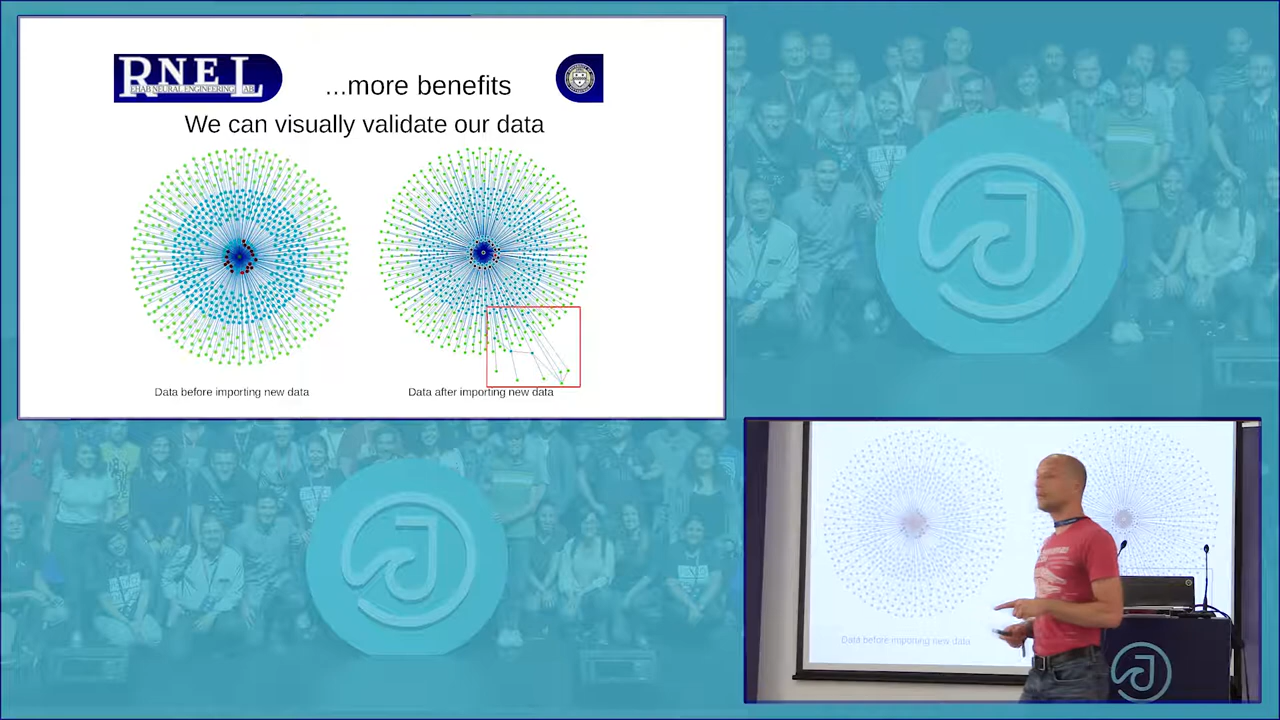 RNEL
REHAB NEURAL ENGINEERING LAB
...more benefits
We can visually validate our data
Data before importing new data
Data after importing new data
Data before importing new data